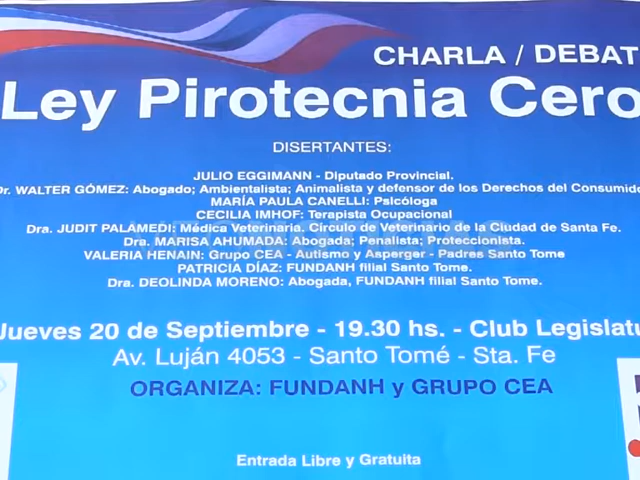 CHARLA / DEBAT
Ley Pirotecnia Cero
DISERTANTES:
JULIO EGGIMANN - Diputado Provincial.
Dr. WALTER GÓMEZ: Abogado; Ambientalista; Animalista y defensor de los Derechos del Consumido
MARÍA PAULA CANELLI: Psicóloga
CECILIA IMHOF: Terapista Ocupacional
Dra. JUDIT PALAMEDI: Médica Veterinaria. Círculo de Veterinario de la Ciudad de Santa Fe.
Dra. MARISA AHUMADA: Abogada; Penalista; Proteccionista.
VALERIA HENAIN: Grupo CEA - Autismo y Asperger - Padres Santo Tome
PATRICIA DÍAZ: FUNDANH filial Santo Tome.
Dra. DEOLINDA MORENO: Abogada, FUNDANH filial Santo Tome.
Jueves 20 de Septiembre - 19.30 hs. - Club Legislatu
Av. Luján 4053 - Santo Tomé - Sta. Fe
ORGANIZA: FUNDANH y GRUPO CEA
Entrada Libre y Gratuita